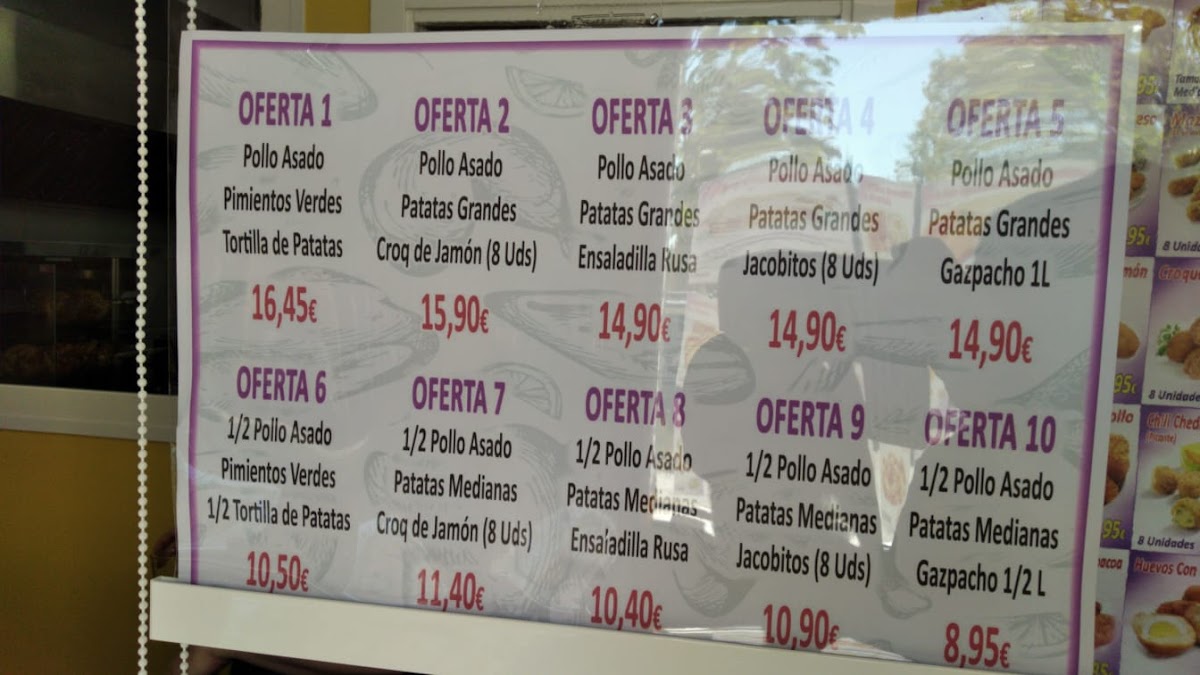 OFERTA 1
Pollo Asado
Pimientos Verdes
Tortilla de Patatas
16,45€
OFERTA 2
Pollo Asado
Patatas Grandes
Croq de Jamón (8 Uds)
15,90€
OFERTA 3
Pollo Asado
Patatas Grandes
Ensaladilla Rusa
14,90€
OFERTA 4
Pollo Asado
Patatas Grandes
Jacobitos (8 Uds)
14,90€
OFERTA 5
Pollo Asado
Patatas Grandes
Gazpacho 1L
14,90€
OFERTA 6
1/2 Pollo Asado
Pimientos Verdes
1/2 Tortilla de Patatas
10,50€
OFERTA 7
1/2 Pollo Asado
Patatas Medianas
Croq de Jamón (8 Uds)
11,40€
OFERTA 8
1/2 Pollo Asado
Patatas Medianas
Ensaladilla Rusa
10,40€
OFERTA 9
1/2 Pollo Asado
Patatas Medianas
Jacobitos (8 Uds)
10,90€
OFERTA 10
1/2 Pollo Asado
Patatas Medianas
Gazpacho 1/2 L
8,95€
95€
8 Unidades
95€
Chili
8 Unidades
Huevos Con